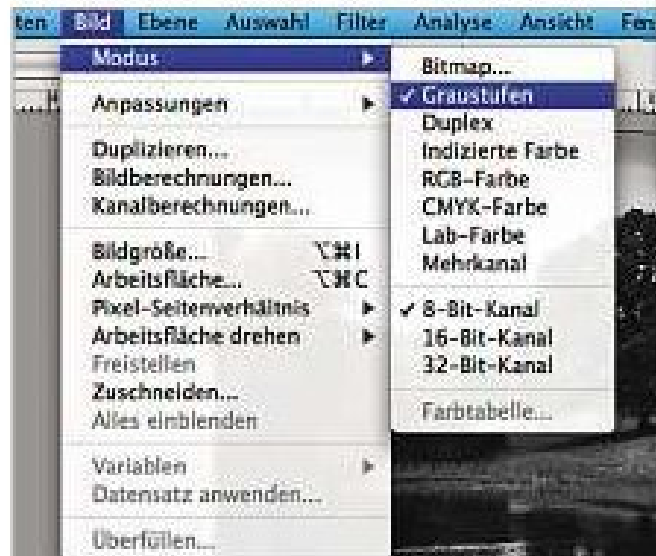 Bild Ebene Auswahl Filter Analyse Ansicht
Modus
Anpassungen
Duplizieren...
Bildberechnungen...
Kanalberechnungen...
Bildgröße... ⌥⌘I
Arbeitsfläche... ⌥⌘C
Pixel-Seitenverhältnis
Arbeitsfläche drehen
Freistellen
Zuschneiden...
Alles einblenden
Variablen
Datensatz anwenden...
Überfüllen...
Bitmap...
✓ Graustufen
Duplex
Indizierte Farbe
RGB-Farbe
CMYK-Farbe
Lab-Farbe
Mehrkanal
✓ 8-Bit-Kanal
16-Bit-Kanal
32-Bit-Kanal
Farbtabelle...